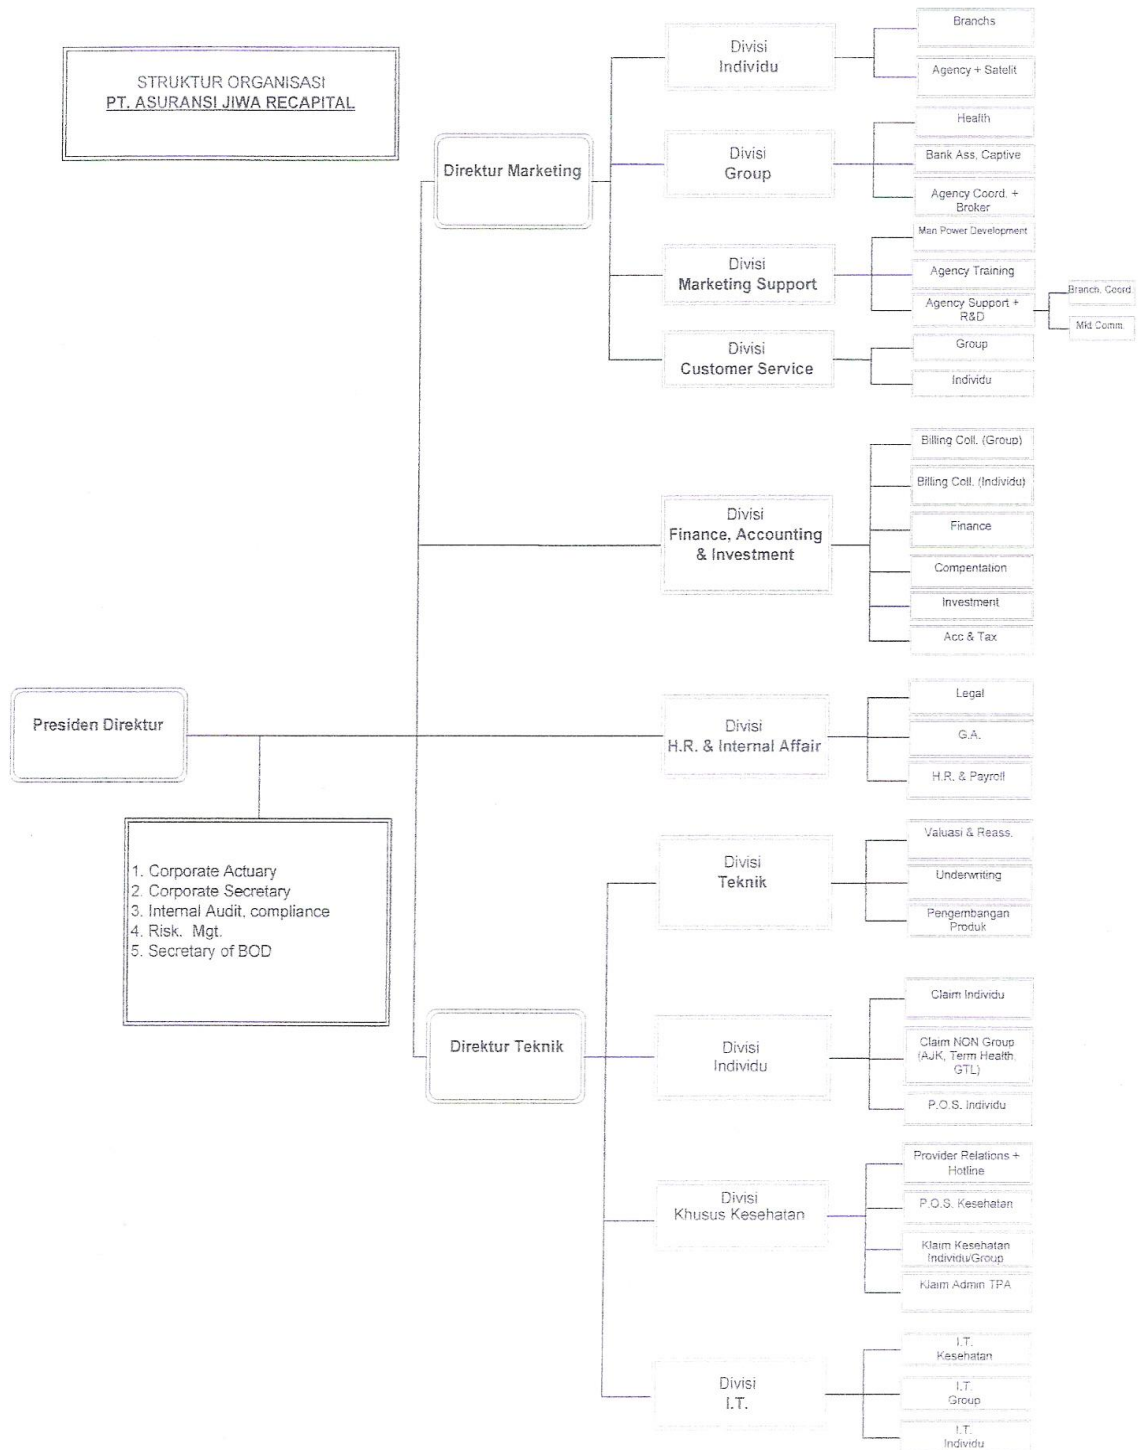 STRUKTUR ORGANISASI
PT. ASURANSI JIWA RECAPITAL
Presiden Direktur
1. Corporate Actuary
2. Corporate Secretary
3. Internal Audit, compliance
4. Risk. Mgt.
5. Secretary of BOD
Direktur Marketing
Divisi
Individu
Branchs
Agency + Satelit
Divisi
Group
Health
Bank Ass, Captive
Agency Coord. +
Broker
Divisi
Marketing Support
Man Power Development
Agency Training
Agency Support +
R&D
Branch. Coord.
Mkt Comm.
Divisi
Customer Service
Group
Individu
Divisi
Finance, Accounting
& Investment
Billing Coll. (Group)
Billing Coll. (Individu)
Finance
Compentation
Investment
Acc & Tax
Divisi
H.R. & Internal Affair
Legal
G.A.
H.R. & Payroll
Direktur Teknik
Divisi
Teknik
Valuasi & Reass.
Underwriting
Pengembangan
Produk
Divisi
Individu
Claim Individu
Claim NON Group
(AJK, Term Health,
GTL)
P.O.S. Individu
Divisi
Khusus Kesehatan
Provider Relations +
Hotline
P.O.S. Kesehatan
Klaim Kesehatan
Individu/Group
Klaim Admin TPA
Divisi
I.T.
I.T.
Kesehatan
I.T.
Group
I.T.
Individu